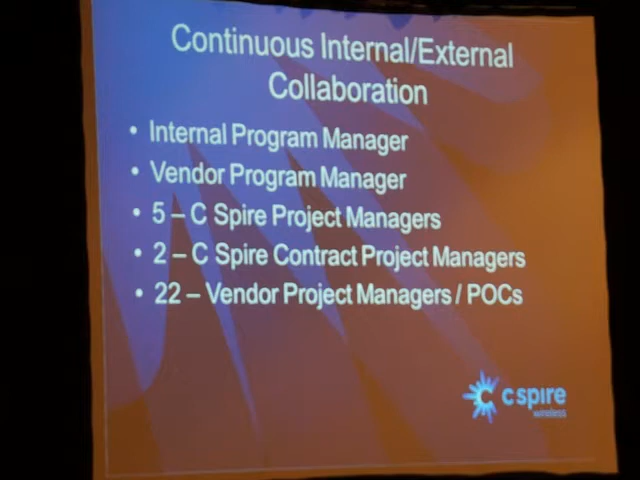 Continuous Internal/External
Collaboration
• Internal Program Manager
• Vendor Program Manager
• 5 – C Spire Project Managers
• 2 – C Spire Contract Project Managers
• 22 – Vendor Project Managers / POCs
C c spire
wireless